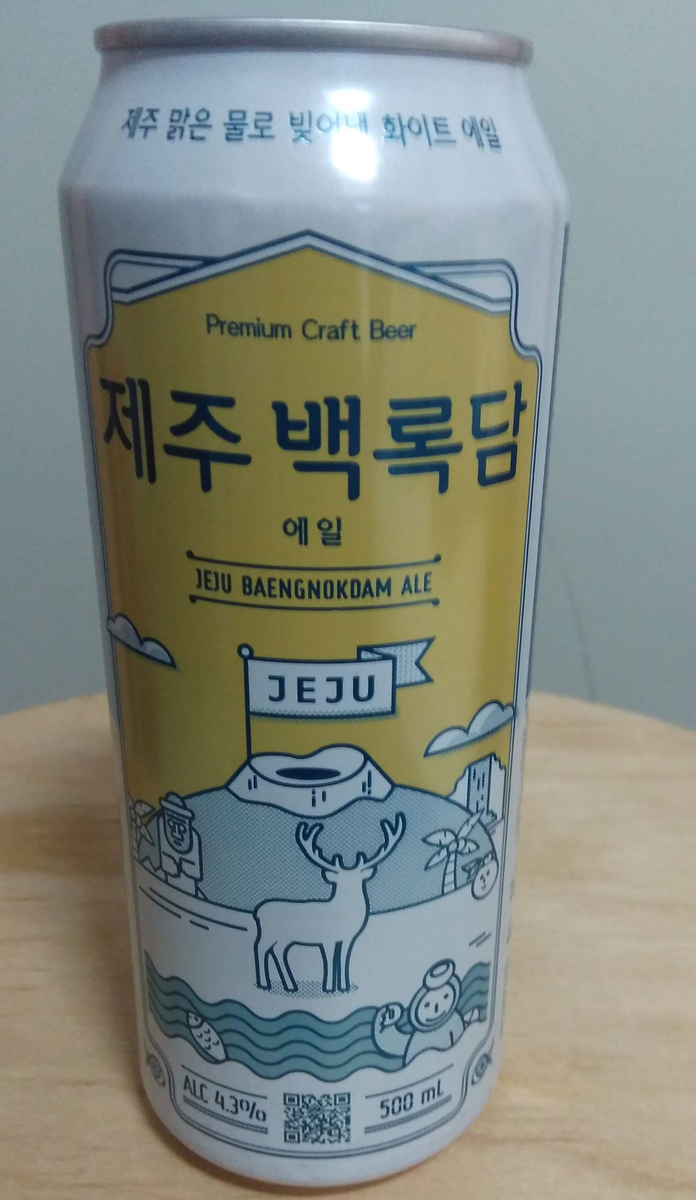 제주 맑은 물로 빚어낸 화이트 에일
Premium Craft Beer
제주 백록담
에일
JEJU BAENGNOKDAM ALE
JEJU
ALC 4.3%
500 mL